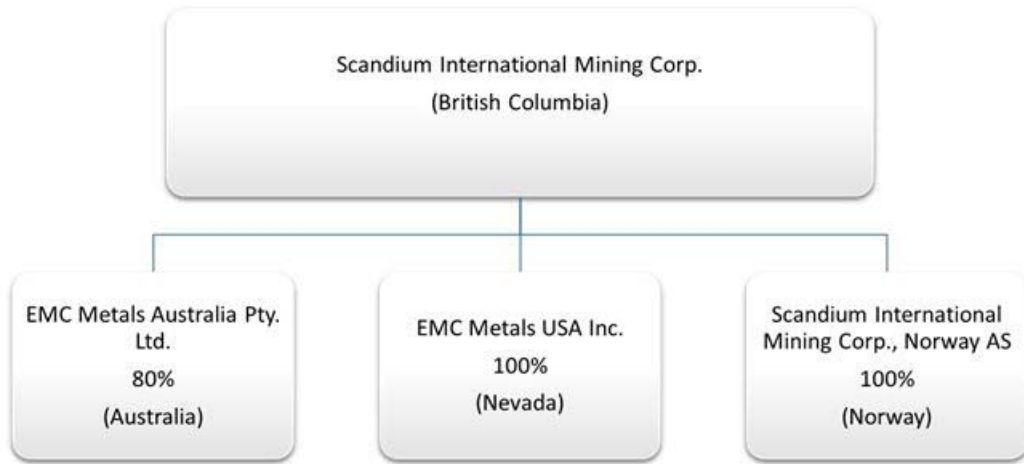 Scandium International Mining Corp.
(British Columbia)
EMC Metals Australia Pty.
Ltd.
80%
(Australia)
EMC Metals USA Inc.
100%
(Nevada)
Scandium International
Mining Corp., Norway AS
100%
(Norway)